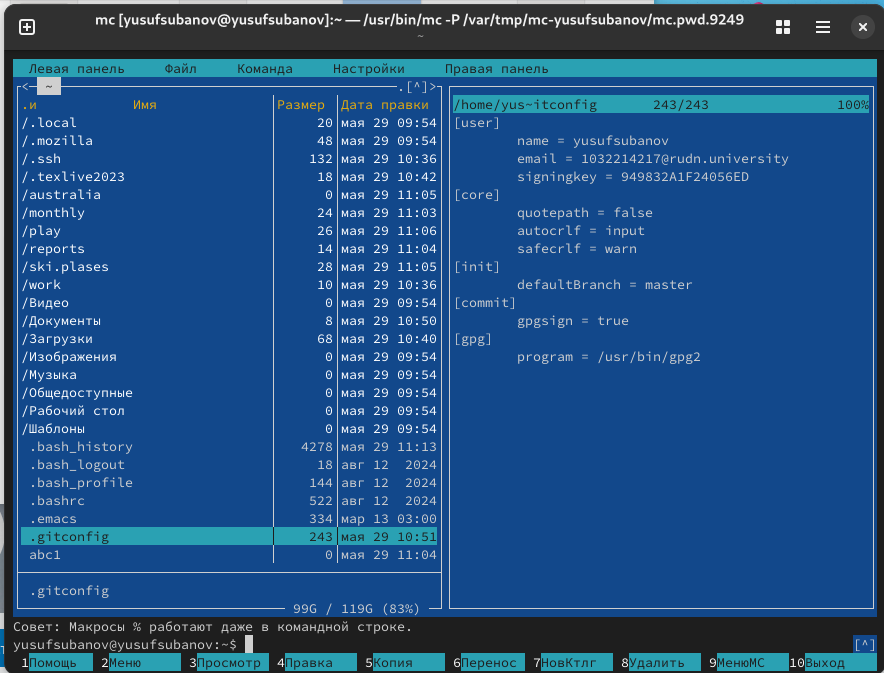 mc [yusufsubanov@yusufsubanov]:~ — /usr/bin/mc -P /var/tmp/mc-yusufsubanov/mc.pwd.9249
~
Левая панель Файл Команда Настройки Правая панель
<─ ~ ─.[^]>
.и Имя Размер Дата правки
/.local 20 мая 29 09:54
/.mozilla 48 мая 29 09:54
/.ssh 132 мая 29 10:36
/.texlive2023 18 мая 29 10:42
/australia 0 мая 29 11:05
/monthly 24 мая 29 11:03
/play 26 мая 29 11:06
/reports 14 мая 29 11:04
/ski.plases 28 мая 29 11:05
/work 10 мая 29 10:36
/Видео 0 мая 29 09:54
/Документы 8 мая 29 10:50
/Загрузки 68 мая 29 10:40
/Изображения 0 мая 29 09:54
/Музыка 0 мая 29 09:54
/Общедоступные 0 мая 29 09:54
/Рабочий стол 0 мая 29 09:54
/Шаблоны 0 мая 29 09:54
.bash_history 4278 мая 29 11:13
.bash_logout 18 авг 12 2024
.bash_profile 144 авг 12 2024
.bashrc 522 авг 12 2024
.emacs 334 мар 13 03:00
.gitconfig 243 мая 29 10:51
abc1 0 мая 29 11:04
.gitconfig
99G / 119G (83%)
/home/yus~itconfig 243/243 100%
[user]
name = yusufsubanov
email = 1032214217@rudn.university
signingkey = 949832A1F24056ED
[core]
quotepath = false
autocrlf = input
safecrlf = warn
[init]
defaultBranch = master
[commit]
gpgsign = true
[gpg]
program = /usr/bin/gpg2
Совет: Макросы % работают даже в командной строке.
yusufsubanov@yusufsubanov:~$ [^]
1Помощь 2Меню 3Просмотр 4Правка 5Копия 6Перенос 7НовКтлг 8Удалить 9МенюMC 10Выход